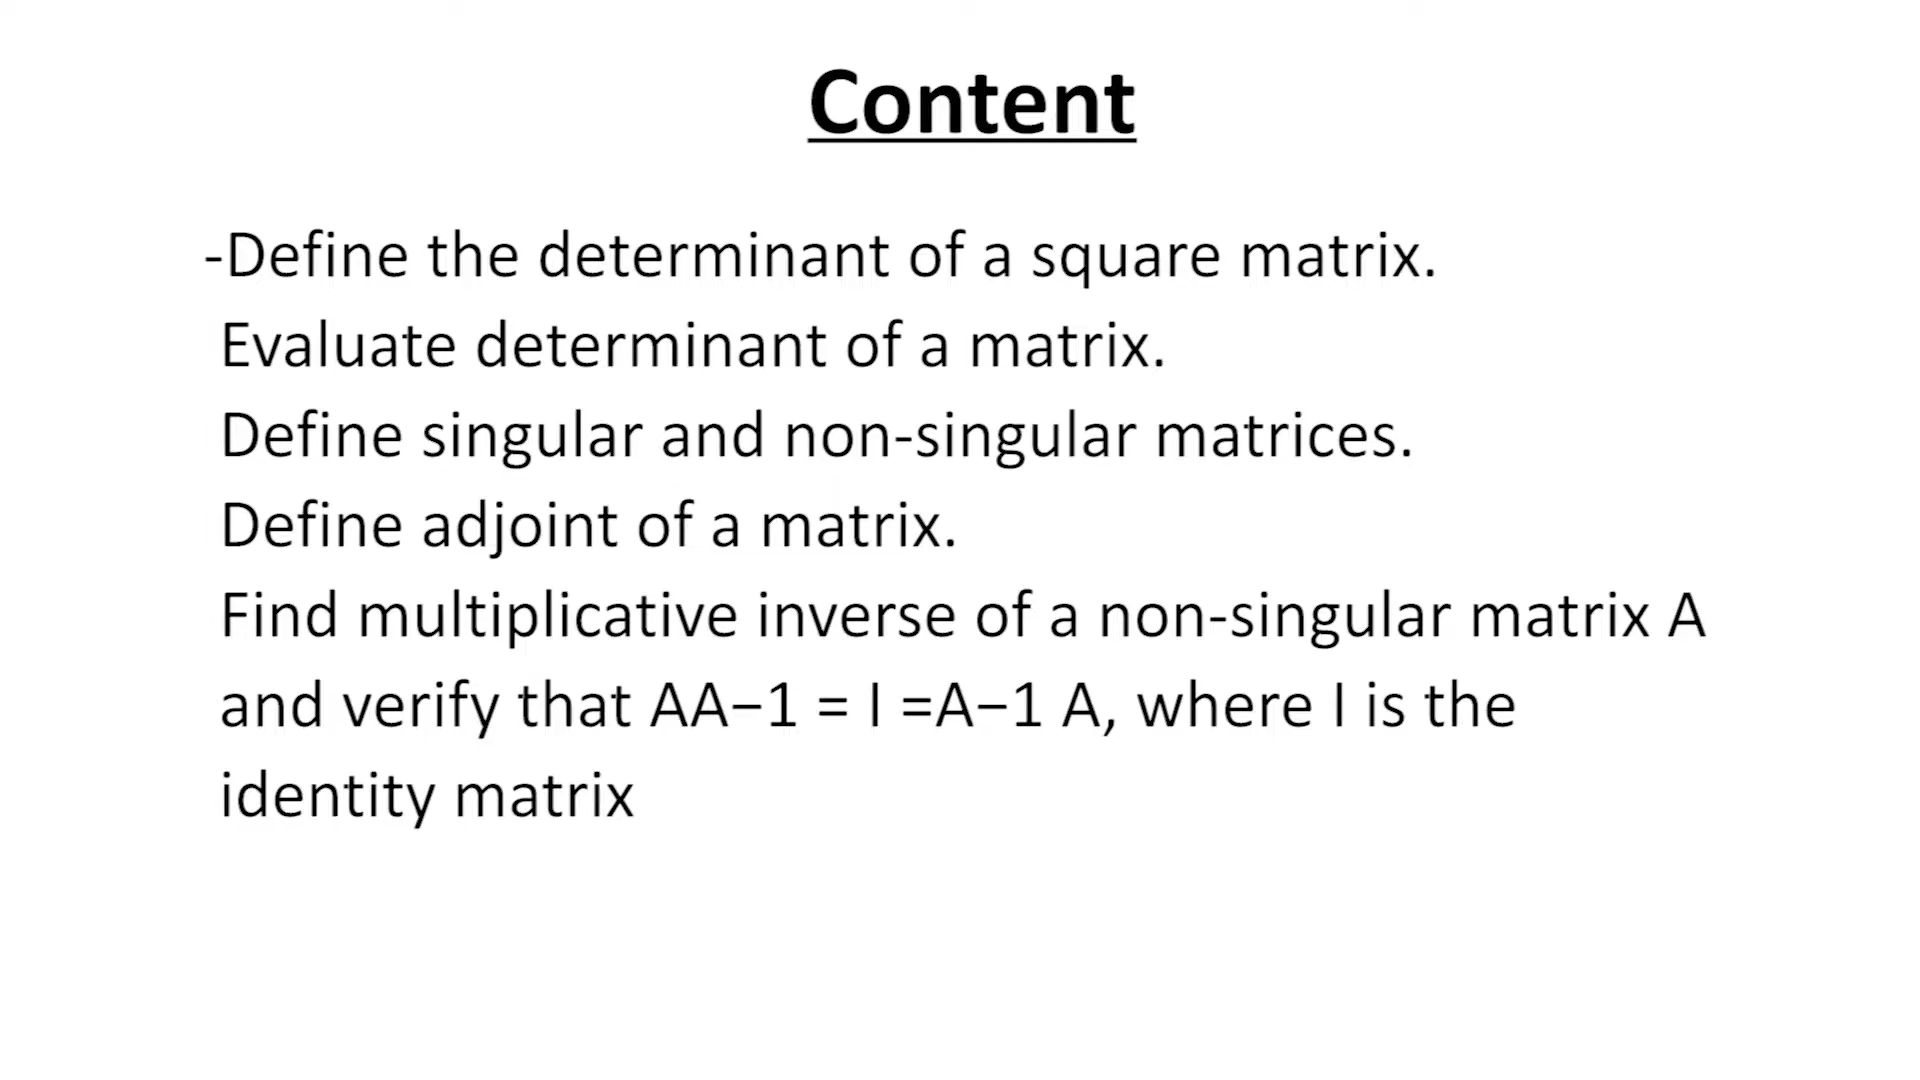 Content
-Define the determinant of a square matrix.
Evaluate determinant of a matrix.
Define singular and non-singular matrices.
Define adjoint of a matrix.
Find multiplicative inverse of a non-singular matrix A
and verify that AA−1 = I =A−1 A, where I is the
identity matrix